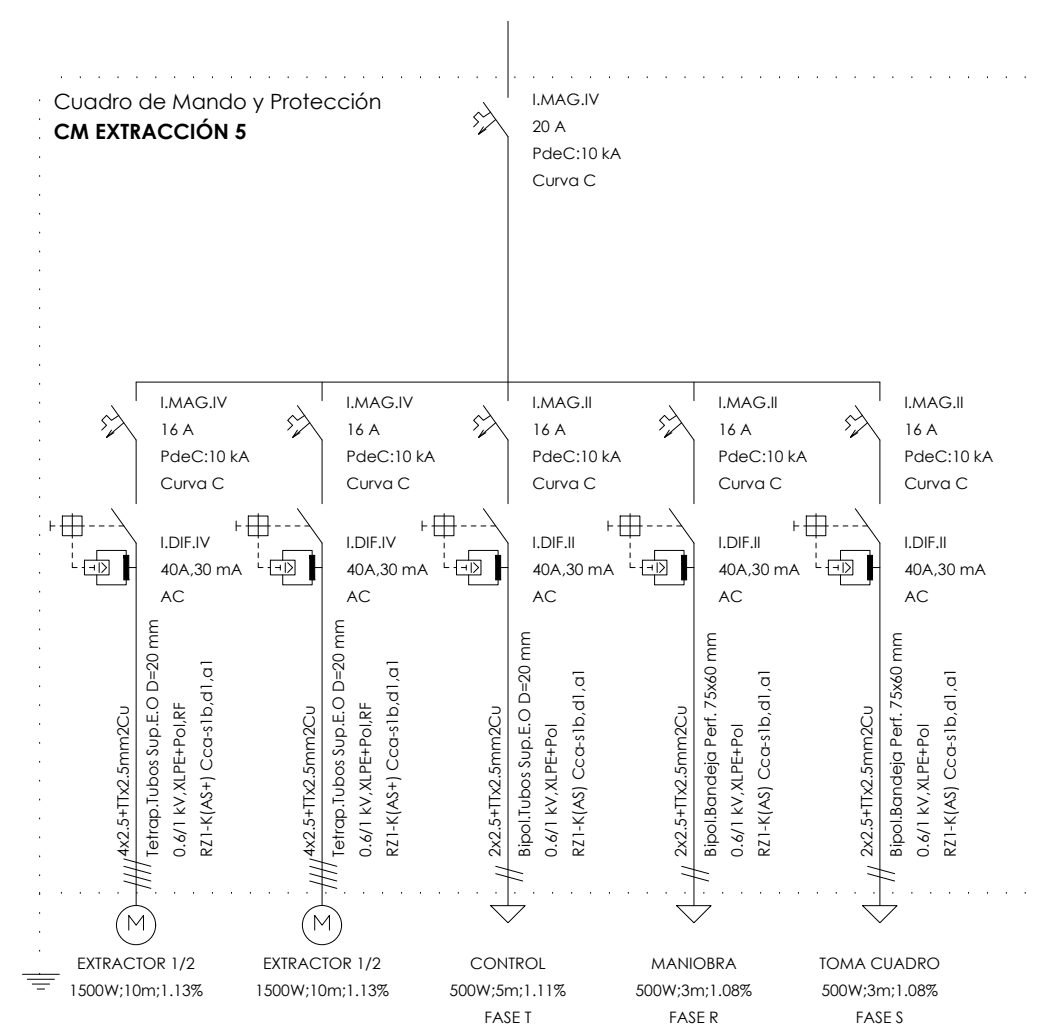 Cuadro de Mando y Protección
CM EXTRACCIÓN 5
I.MAG.IV
20 A
PdeC:10 kA
Curva C
I.MAG.IV
16 A
PdeC:10 kA
Curva C
I.DIF.IV
40A,30 mA
AC
4x2.5+TTx2.5mm2Cu
Tetrap.Tubos Sup.E.O D=20 mm
0.6/1 kV,XLPE+Pol,RF
RZ1-K(AS+) Cca-s1b,d1,a1
M
EXTRACTOR 1/2
1500W;10m;1.13%
I.MAG.IV
16 A
PdeC:10 kA
Curva C
I.DIF.IV
40A,30 mA
AC
4x2.5+TTx2.5mm2Cu
Tetrap.Tubos Sup.E.O D=20 mm
0.6/1 kV,XLPE+Pol,RF
RZ1-K(AS+) Cca-s1b,d1,a1
M
EXTRACTOR 1/2
1500W;10m;1.13%
I.MAG.II
16 A
PdeC:10 kA
Curva C
I.DIF.II
40A,30 mA
AC
2x2.5+TTx2.5mm2Cu
Bipol.Tubos Sup.E.O D=20 mm
0.6/1 kV,XLPE+Pol
RZ1-K(AS) Cca-s1b,d1,a1
CONTROL
500W;5m;1.11%
FASE T
I.MAG.II
16 A
PdeC:10 kA
Curva C
I.DIF.II
40A,30 mA
AC
2x2.5+TTx2.5mm2Cu
Bipol.Bandeja Perf. 75x60 mm
0.6/1 kV,XLPE+Pol
RZ1-K(AS) Cca-s1b,d1,a1
MANIOBRA
500W;3m;1.08%
FASE R
I.MAG.II
16 A
PdeC:10 kA
Curva C
I.DIF.II
40A,30 mA
AC
2x2.5+TTx2.5mm2Cu
Bipol.Bandeja Perf. 75x60 mm
0.6/1 kV,XLPE+Pol
RZ1-K(AS) Cca-s1b,d1,a1
TOMA CUADRO
500W;3m;1.08%
FASE S